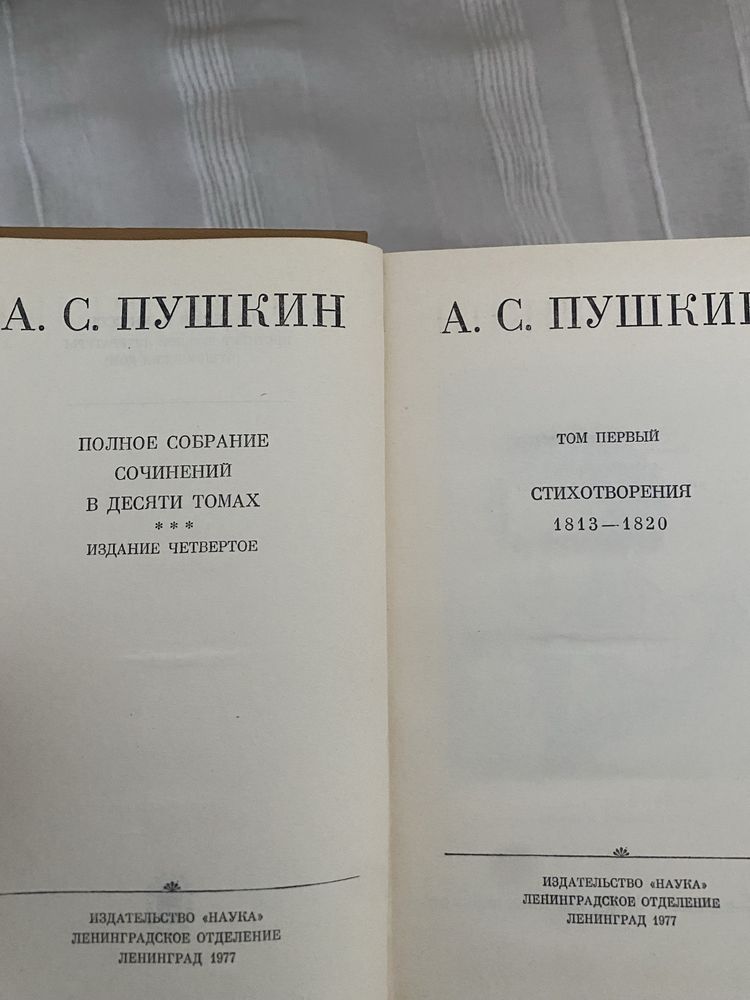 А. С. ПУШКИН
ПОЛНОЕ СОБРАНИЕ
СОЧИНЕНИЙ
В ДЕСЯТИ ТОМАХ
* * *
ИЗДАНИЕ ЧЕТВЕРТОЕ
ИЗДАТЕЛЬСТВО «НАУКА»
ЛЕНИНГРАДСКОЕ ОТДЕЛЕНИЕ
ЛЕНИНГРАД 1977
А. С. ПУШКИН
ТОМ ПЕРВЫЙ
СТИХОТВОРЕНИЯ
1813—1820
ИЗДАТЕЛЬСТВО «НАУКА»
ЛЕНИНГРАДСКОЕ ОТДЕЛЕНИЕ
ЛЕНИНГРАД 1977